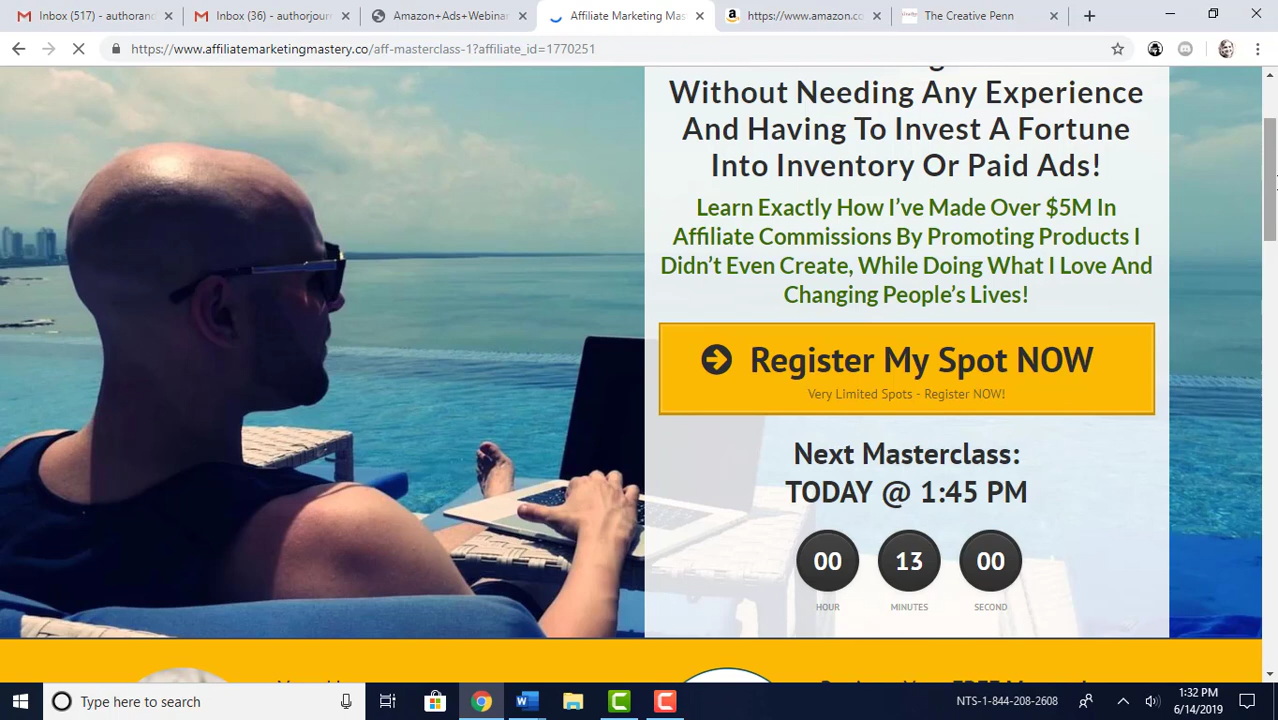 Inbox (517) - authoran
Inbox (36) - authorjour
Amazon+Ads+Webinar
Affiliate Marketing Mas
https://www.amazon.co
The Creative Penn
https://www.affiliatemarketingmastery.co/aff-masterclass-1?affiliate_id=1770251
Without Needing Any Experience
And Having To Invest A Fortune
Into Inventory Or Paid Ads!
Learn Exactly How I've Made Over $5M In
Affiliate Commissions By Promoting Products I
Didn't Even Create, While Doing What I Love And
Changing People's Lives!
Register My Spot NOW
Very Limited Spots - Register NOW!
Next Masterclass:
TODAY @ 1:45 PM
00 13 00
HOUR MINUTES SECOND
Type here to search
NTS-1-844-208-2608
1:32 PM
6/14/2019